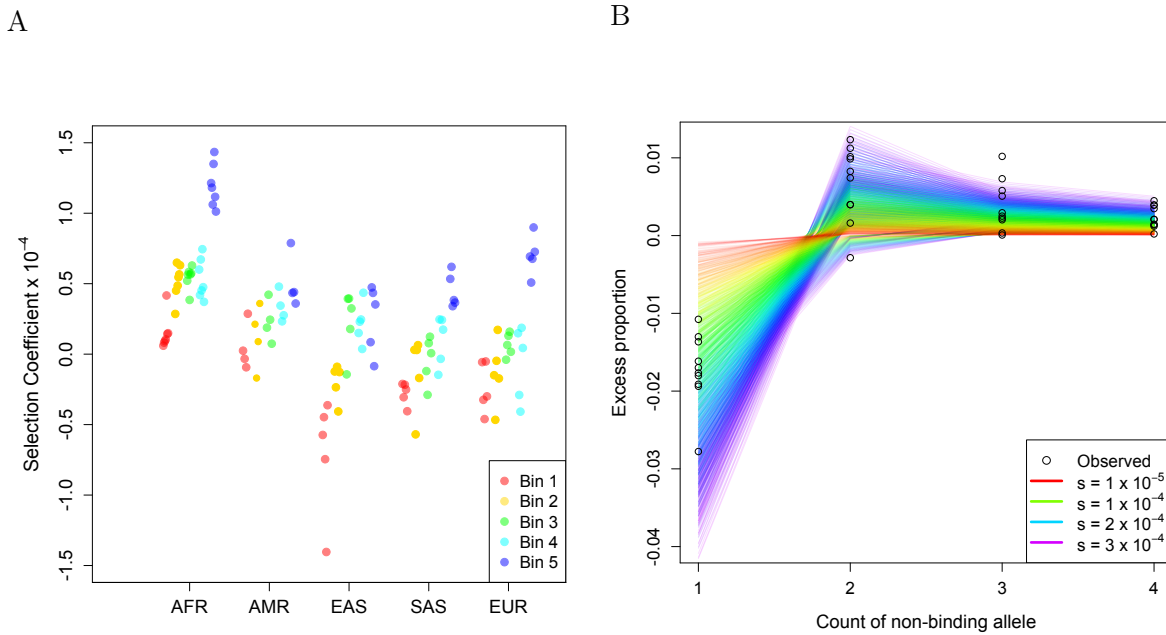 A
Selection Coefficient x 10⁻⁴
1.5
1.0
0.5
0.0
-0.5
-1.0
-1.5
AFR AMR EAS SAS EUR
Bin 1
Bin 2
Bin 3
Bin 4
Bin 5
B
Excess proportion
0.01
0.0
-0.01
-0.02
-0.03
-0.04
1 2 3 4
Count of non-binding allele
Observed
s = 1 x 10⁻⁵
s = 1 x 10⁻⁴
s = 2 x 10⁻⁴
s = 3 x 10⁻⁴